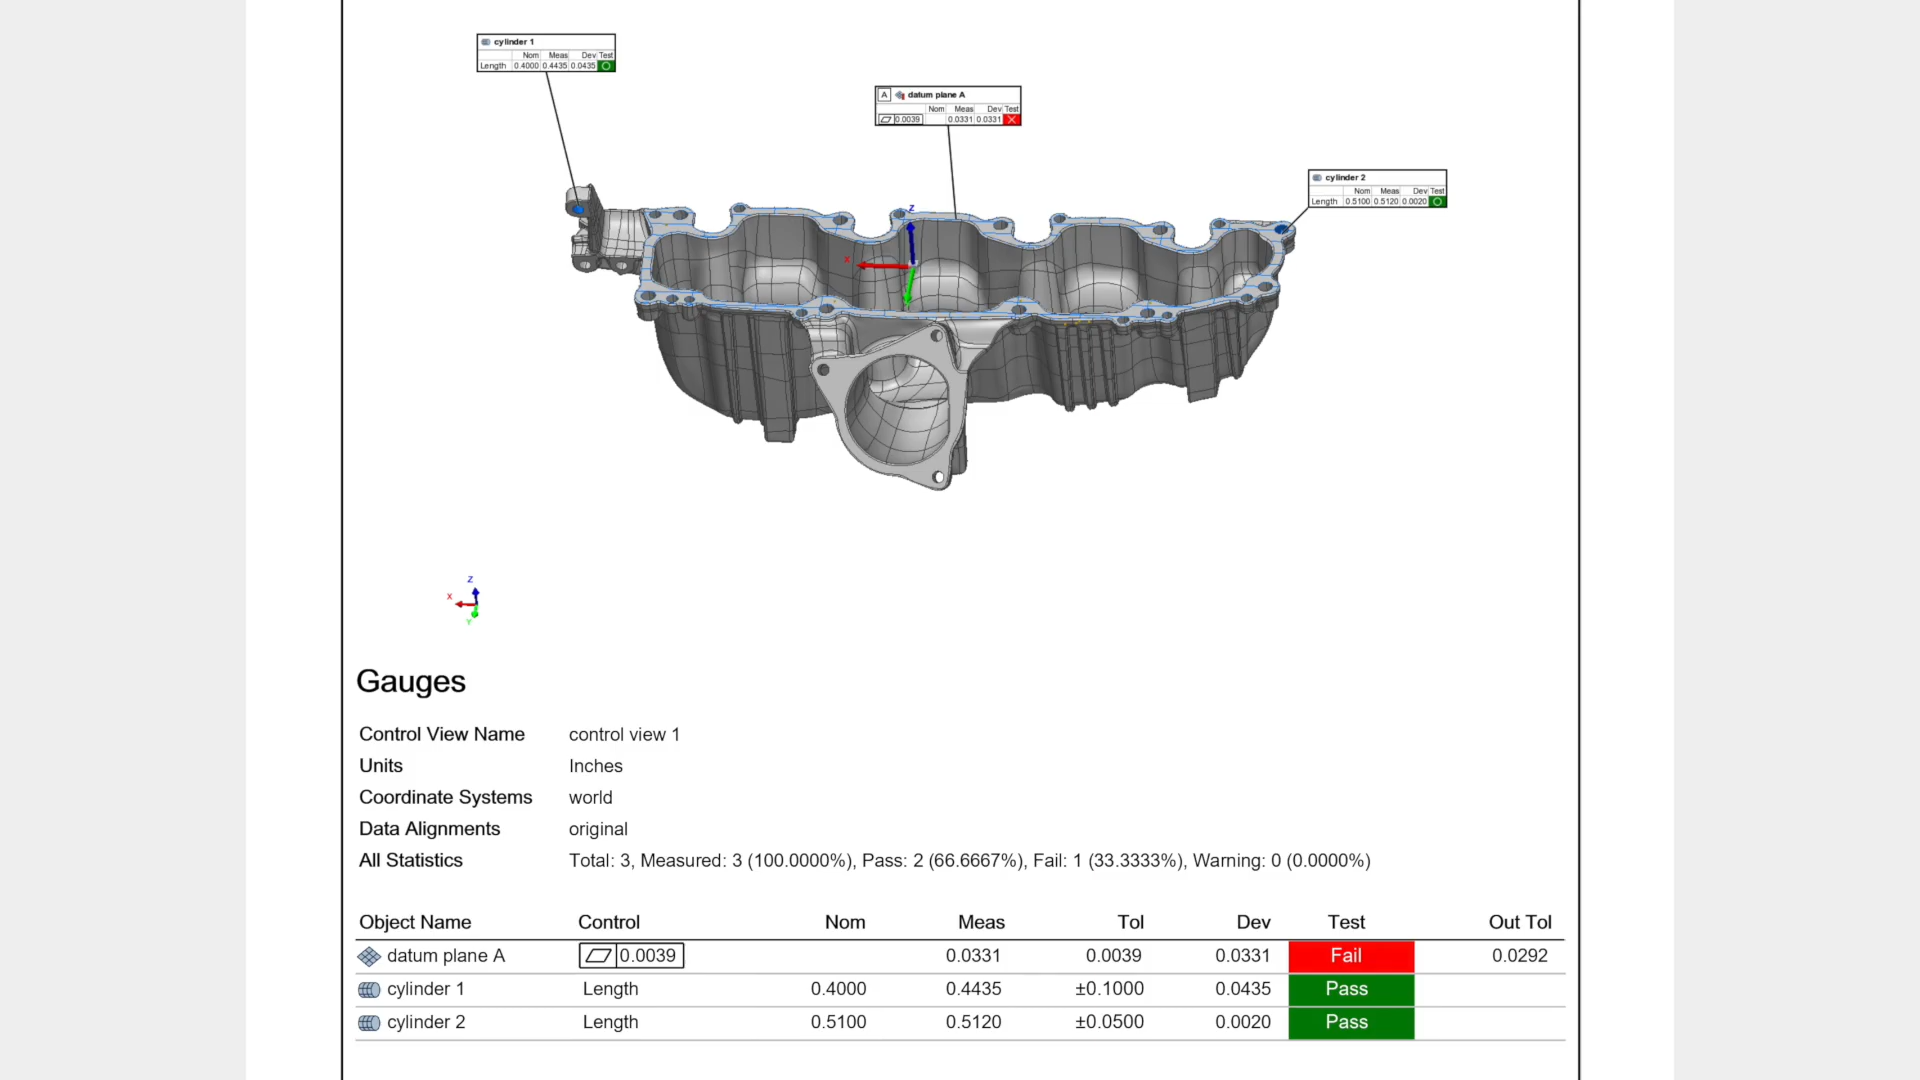 cylinder 1
Nom Meas Dev Test
Length 0.4000 0.4435 0.0435
A datum plane A
Nom Meas Dev Test
0.0039 0.0331 0.0331
cylinder 2
Nom Meas Dev Test
Length 0.5100 0.5120 0.0020
Z
X
Z
X
Y
Gauges
Control View Name control view 1
Units Inches
Coordinate Systems world
Data Alignments original
All Statistics Total: 3, Measured: 3 (100.0000%), Pass: 2 (66.6667%), Fail: 1 (33.3333%), Warning: 0 (0.0000%)
Object Name Control Nom Meas Tol Dev Test Out Tol
datum plane A 0.0039 0.0331 0.0039 0.0331 Fail 0.0292
cylinder 1 Length 0.4000 0.4435 ±0.1000 0.0435 Pass
cylinder 2 Length 0.5100 0.5120 ±0.0500 0.0020 Pass